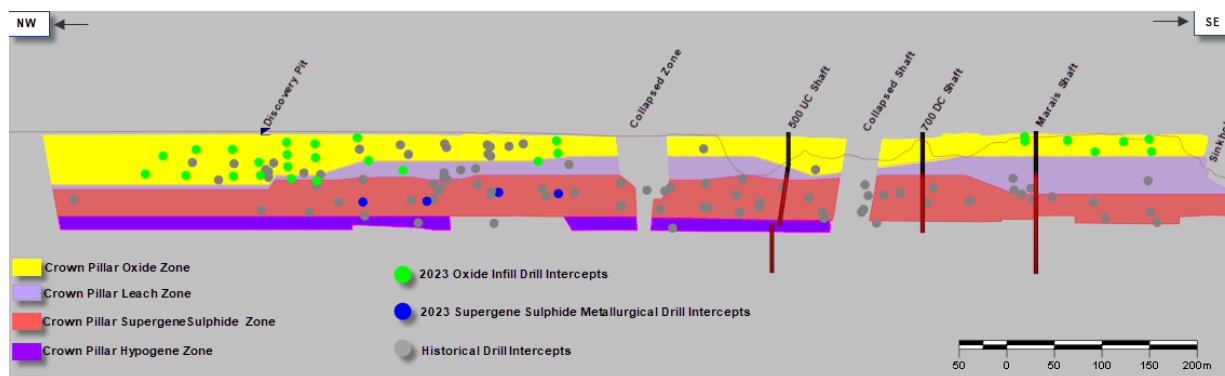 NW
SE
Discovery Pit
Collapsed Zone
500 UC Shaft
Collapsed Shaft
700 DC Shaft
Marais Shaft
Crown Pillar Oxide Zone
Crown Pillar Leach Zone
Crown Pillar Supergene Sulphide Zone
Crown Pillar Hypogene Zone
2023 Oxide Infill Drill Intercepts
2023 Supergene Sulphide Metallurgical Drill Intercepts
Historical Drill Intercepts
50 0 50 100 150 200m